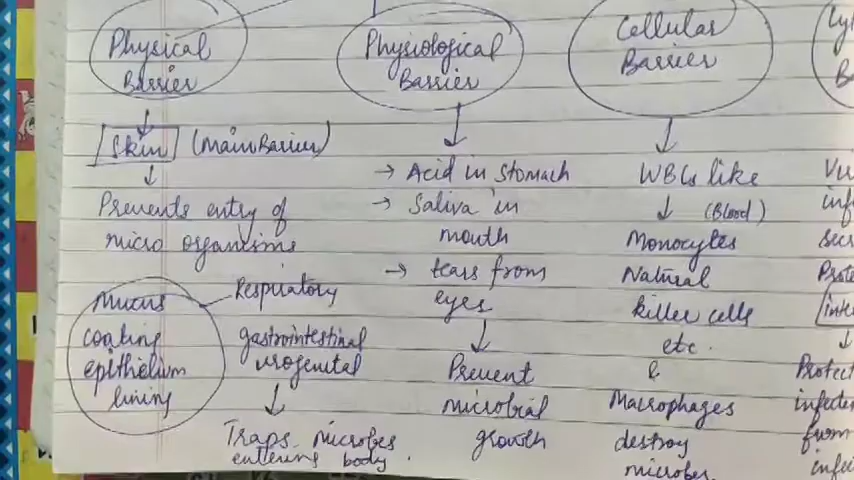 Physical
Barrier
[Skin] (Main Barrier)
Prevents entry of
micro organisms
Mucus
coating
epithelium
lining
Respiratory
gastrointestinal
urogenital
Traps microbes
entering body.
Physiological
Barrier
→ Acid in stomach
→ Saliva in
mouth
→ tears from
eyes
Prevent
microbial
growth
Cellular
Barrier
WBCs like
(Blood)
Monocytes
Natural
killer cells
etc.
&
Macrophages
destroy
microbes